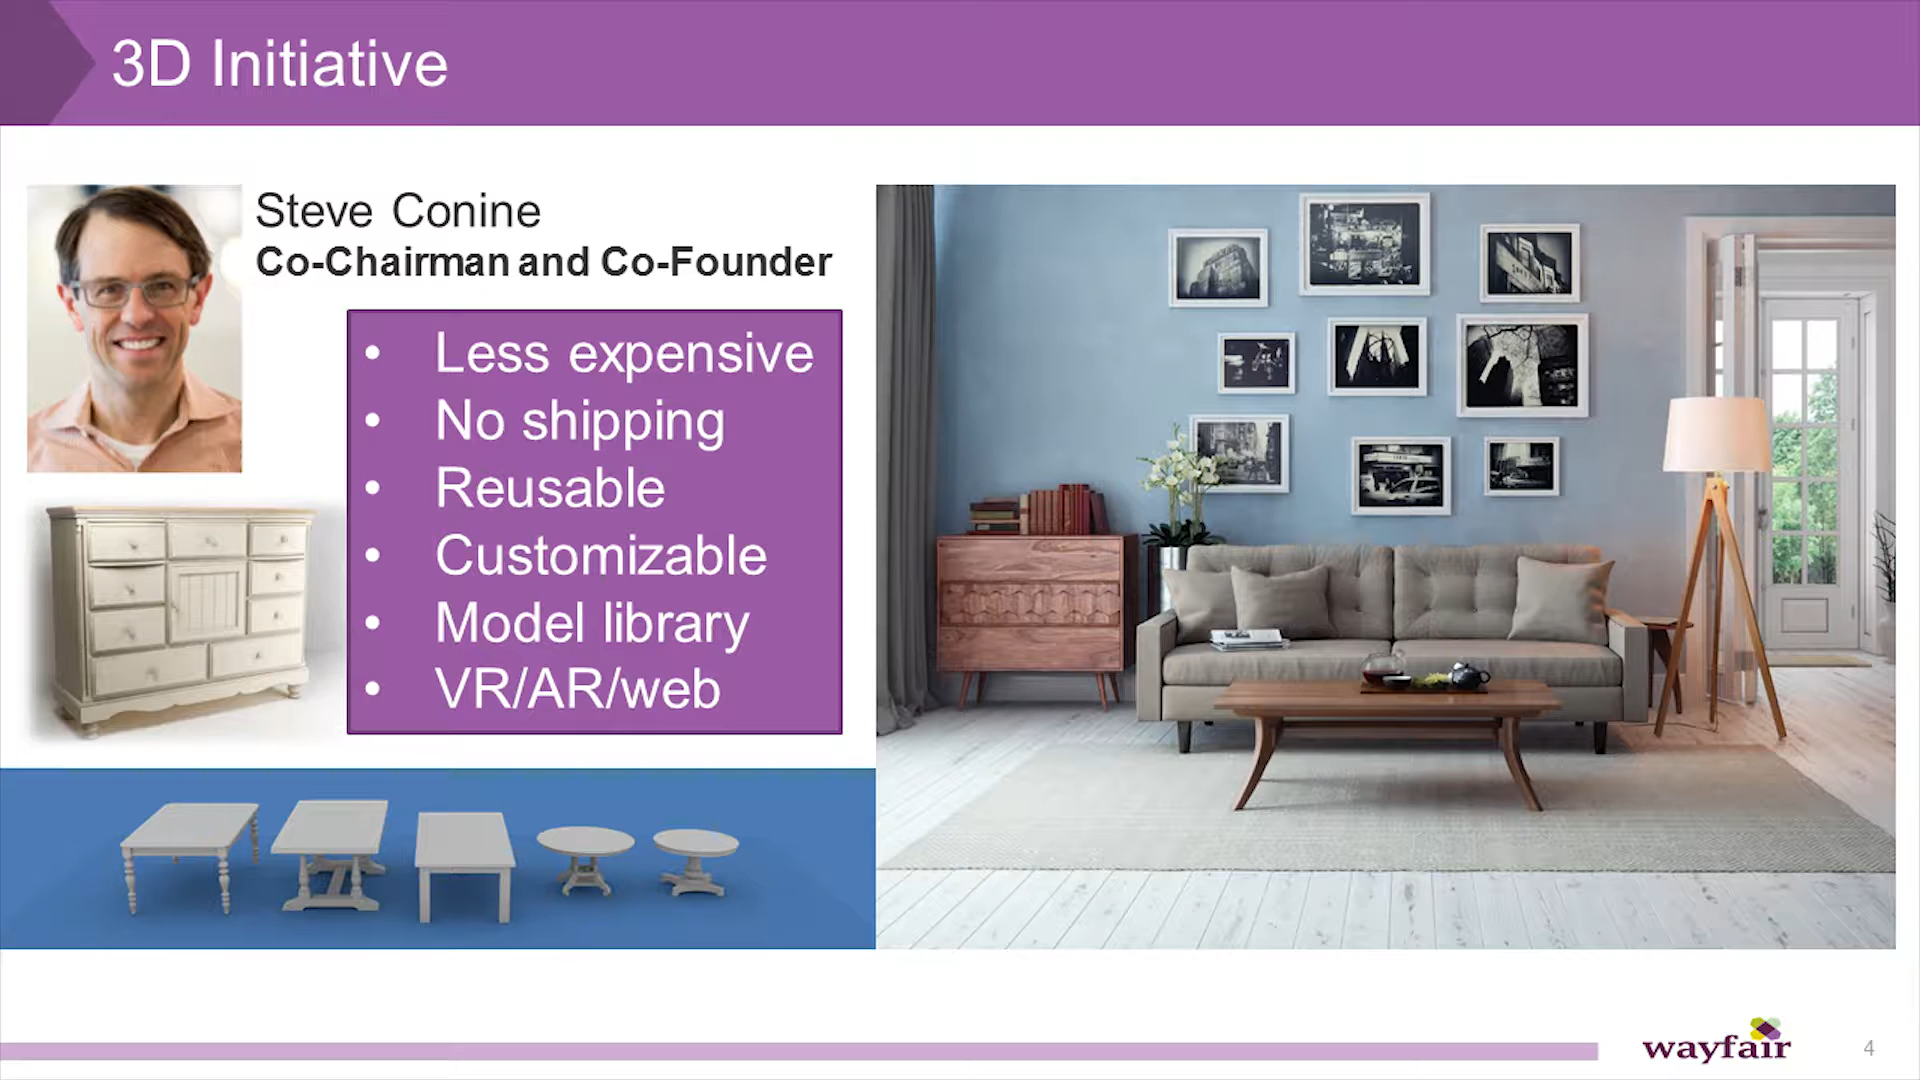 3D Initiative
Steve Conine
Co-Chairman and Co-Founder
• Less expensive
• No shipping
• Reusable
• Customizable
• Model library
• VR/AR/web
wayfair
4